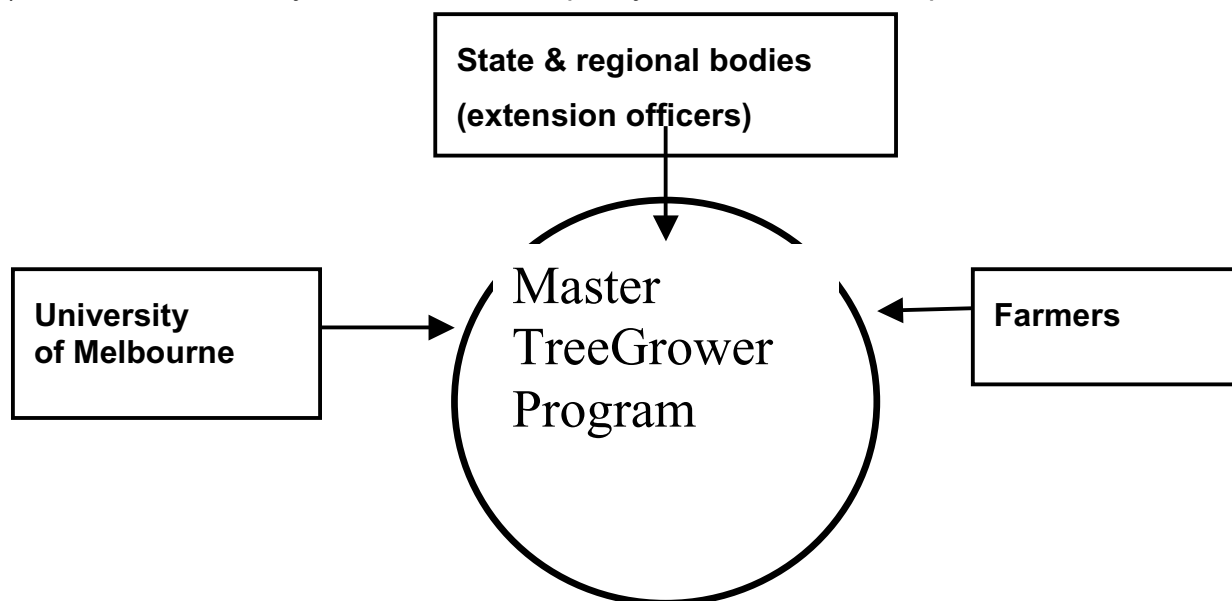 State & regional bodies
(extension officers)
University
of Melbourne
Master
TreeGrower
Program
Farmers